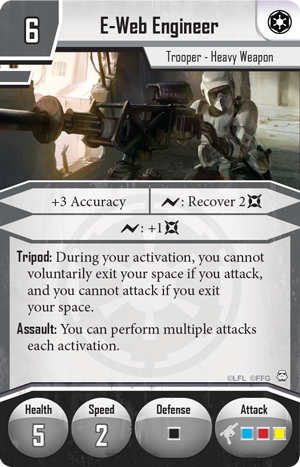 6
E-Web Engineer
Trooper - Heavy Weapon
+3 Accuracy
: Recover 2
: +1
Tripod: During your activation, you cannot
voluntarily exit your space if you attack,
and you cannot attack if you exit
your space.
Assault: You can perform multiple attacks
each activation.
©LFL ©FFG
Health
Speed
Defense
Attack
5
2